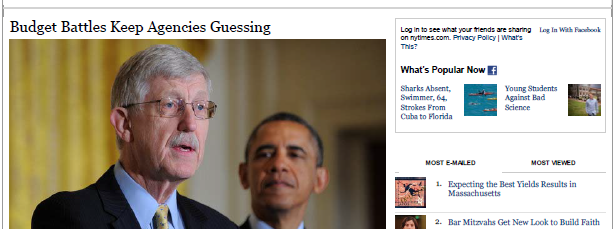 Budget Battles Keep Agencies Guessing
Log in to see what your friends are sharing
on nytimes.com. Privacy Policy | What's
This?
Log In With Facebook
What's Popular Now
Sharks Absent,
Swimmer, 64,
Strokes From
Cuba to Florida
Young Students
Against Bad
Science
MOST E-MAILED
MOST VIEWED
1. Expecting the Best Yields Results in
Massachusetts
2. Bar Mitzvahs Get New Look to Build Faith